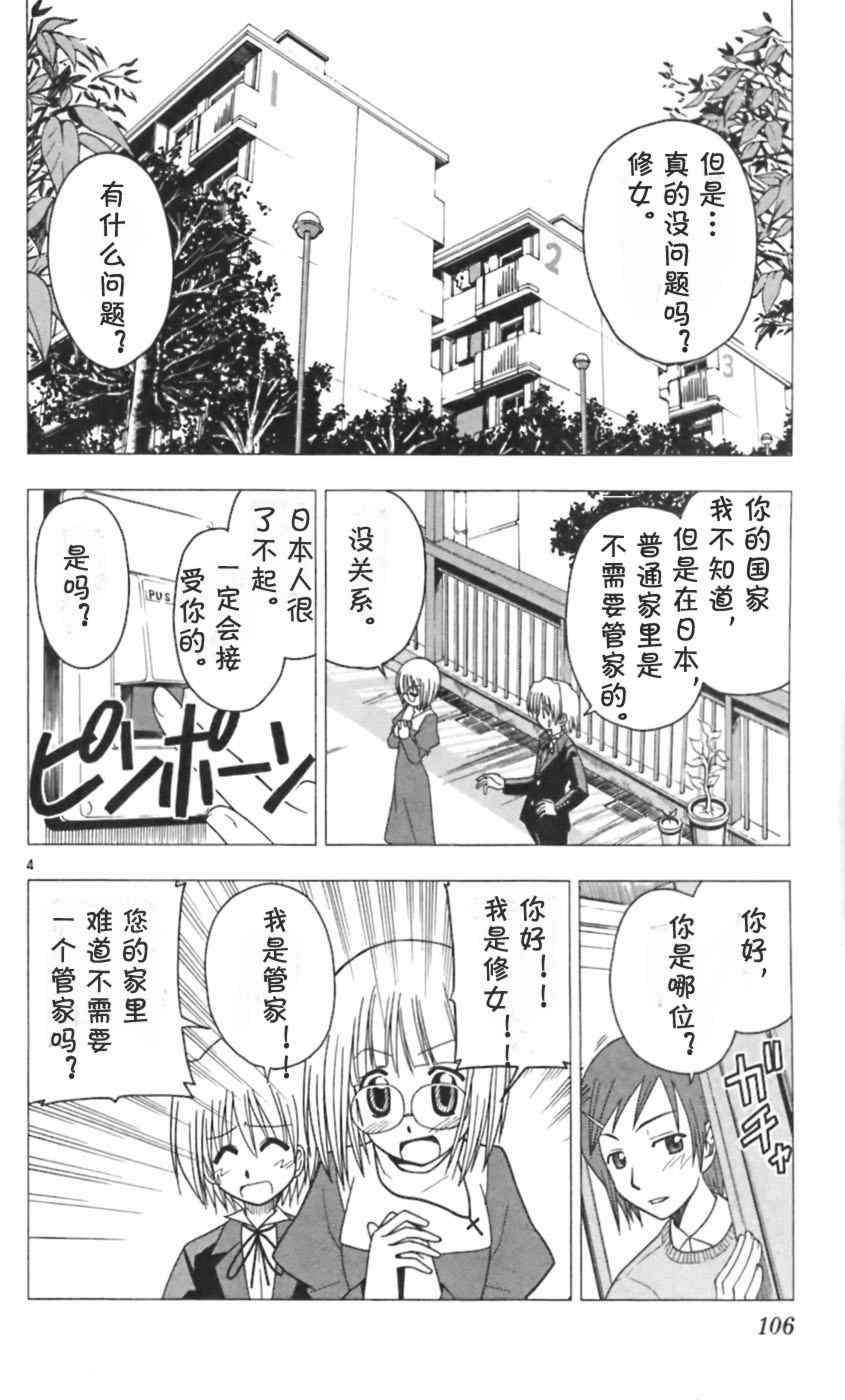 但是…
真的没问题吗?
修女。
有什么问题?
1
2
3
你的国家
我不知道,
但是在日本,
普通家里是
不需要管家的。
没关系。
日本人很
了不起。
一定会接
受你的。
是吗?
PUS
ピンポーン
4
你好,
你是哪位?
ガチャ
你好!!
我是修女!!
我是管家!!
您的家里
难道不需要
一个管家吗?
106